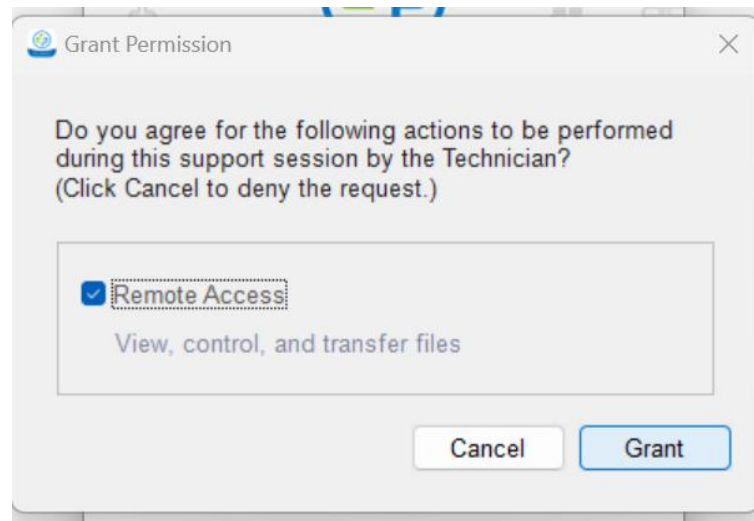 Grant Permission
Do you agree for the following actions to be performed
during this support session by the Technician?
(Click Cancel to deny the request.)
Remote Access
View, control, and transfer files
Cancel
Grant